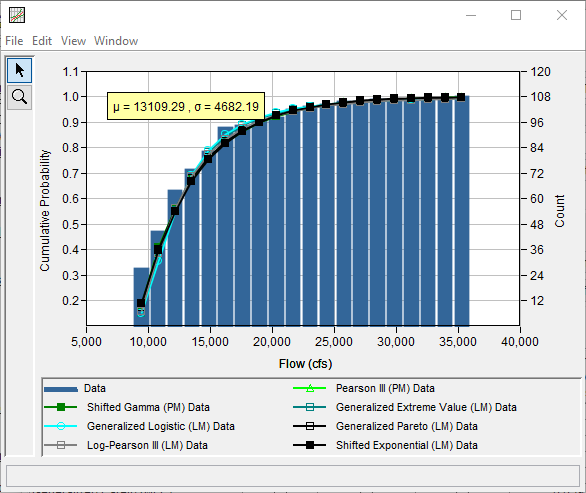 File Edit View Window
μ = 13109.29 , σ = 4682.19
1.1
1.0
0.9
0.8
0.7
0.6
0.5
0.4
0.3
0.2
Cumulative Probability
120
108
96
84
72
60
48
36
24
12
Count
5,000 10,000 15,000 20,000 25,000 30,000 35,000 40,000
Flow (cfs)
Data
Pearson III (PM) Data
Shifted Gamma (PM) Data
Generalized Extreme Value (LM) Data
Generalized Logistic (LM) Data
Generalized Pareto (LM) Data
Log-Pearson III (LM) Data
Shifted Exponential (LM) Data